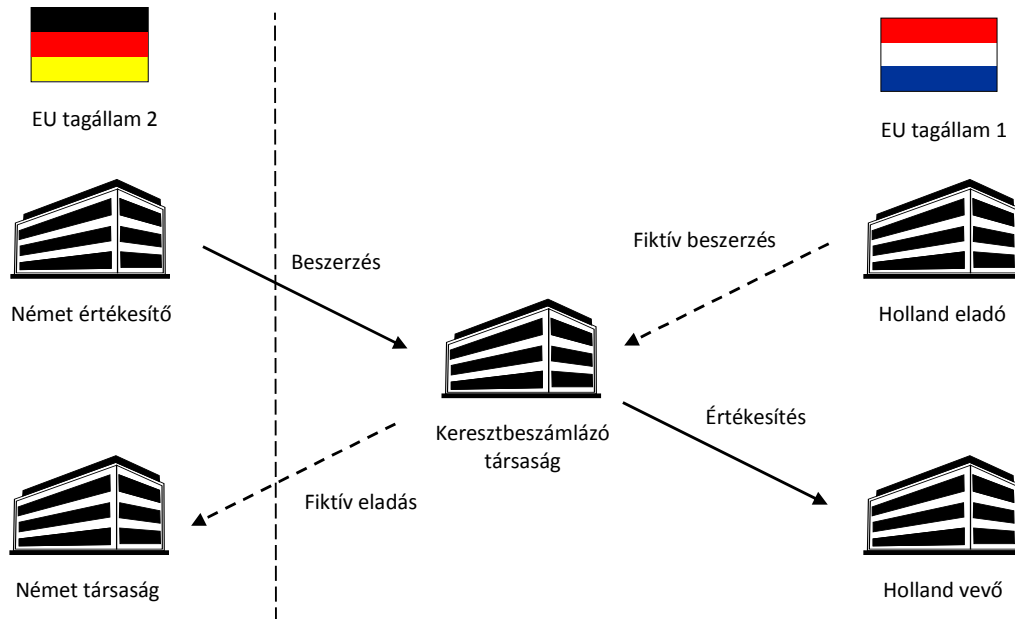 EU tagállam 2
EU tagállam 1
Német értékesítő
Beszerzés
Fiktív beszerzés
Holland eladó
Keresztbeszámlázó
társaság
Értékesítés
Fiktív eladás
Német társaság
Holland vevő